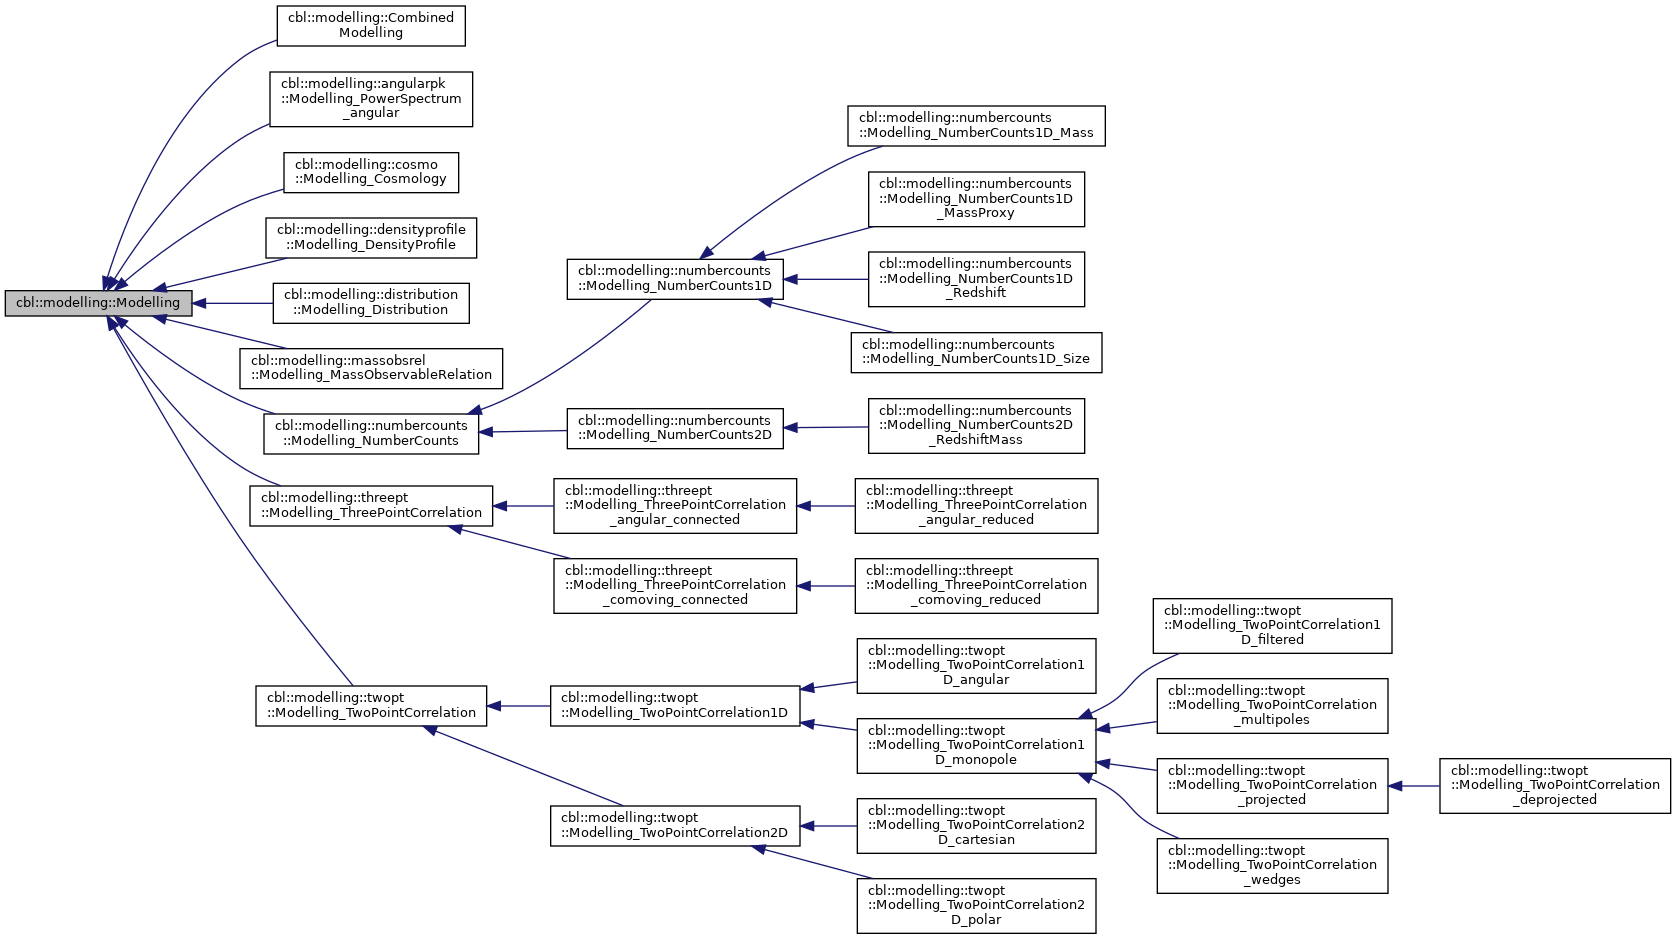 cbl::modelling::Modelling
cbl::modelling::Combined
Modelling
cbl::modelling::angularpk
::Modelling_PowerSpectrum
_angular
cbl::modelling::cosmo
::Modelling_Cosmology
cbl::modelling::densityprofile
::Modelling_DensityProfile
cbl::modelling::distribution
::Modelling_Distribution
cbl::modelling::massobsrel
::Modelling_MassObservableRelation
cbl::modelling::numbercounts
::Modelling_NumberCounts
cbl::modelling::threept
::Modelling_ThreePointCorrelation
cbl::modelling::twopt
::Modelling_TwoPointCorrelation
cbl::modelling::numbercounts
::Modelling_NumberCounts1D
cbl::modelling::numbercounts
::Modelling_NumberCounts2D
cbl::modelling::threept
::Modelling_ThreePointCorrelation
_angular_connected
cbl::modelling::threept
::Modelling_ThreePointCorrelation
_comoving_connected
cbl::modelling::twopt
::Modelling_TwoPointCorrelation1D
cbl::modelling::twopt
::Modelling_TwoPointCorrelation2D
cbl::modelling::numbercounts
::Modelling_NumberCounts1D_Mass
cbl::modelling::numbercounts
::Modelling_NumberCounts1D
_MassProxy
cbl::modelling::numbercounts
::Modelling_NumberCounts1D
_Redshift
cbl::modelling::numbercounts
::Modelling_NumberCounts1D_Size
cbl::modelling::numbercounts
::Modelling_NumberCounts2D
_RedshiftMass
cbl::modelling::threept
::Modelling_ThreePointCorrelation
_angular_reduced
cbl::modelling::threept
::Modelling_ThreePointCorrelation
_comoving_reduced
cbl::modelling::twopt
::Modelling_TwoPointCorrelation1
D_angular
cbl::modelling::twopt
::Modelling_TwoPointCorrelation1
D_monopole
cbl::modelling::twopt
::Modelling_TwoPointCorrelation2
D_cartesian
cbl::modelling::twopt
::Modelling_TwoPointCorrelation2
D_polar
cbl::modelling::twopt
::Modelling_TwoPointCorrelation1
D_filtered
cbl::modelling::twopt
::Modelling_TwoPointCorrelation
_multipoles
cbl::modelling::twopt
::Modelling_TwoPointCorrelation
_projected
cbl::modelling::twopt
::Modelling_TwoPointCorrelation
_wedges
cbl::modelling::twopt
::Modelling_TwoPointCorrelation
_deprojected